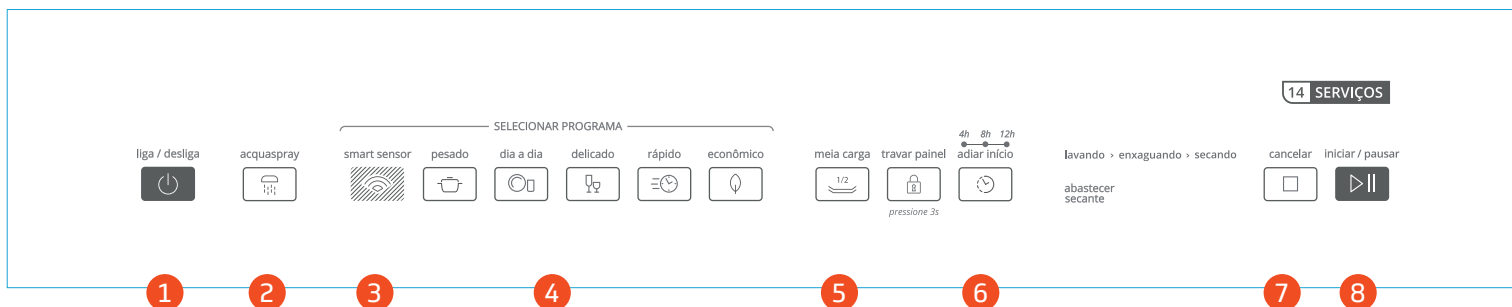 14 SERVIÇOS
SELECIONAR PROGRAMA
4h 8h 12h
liga / desliga
acquaspray
smart sensor
pesado
dia a dia
delicado
rápido
econômico
meia carga
travar painel
adiar início
lavando › enxaguando › secando
cancelar
iniciar / pausar
1/2
abastecer
secante
pressione 3s
1
2
3
4
5
6
7
8